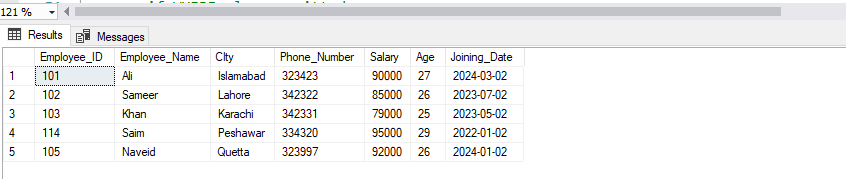 121 %
Results Messages
Employee_ID Employee_Name CIty Phone_Number Salary Age Joining_Date
1 101 Ali Islamabad 323423 90000 27 2024-03-02
2 102 Sameer Lahore 342322 85000 26 2023-07-02
3 103 Khan Karachi 342331 79000 25 2023-05-02
4 114 Saim Peshawar 334320 95000 29 2022-01-02
5 105 Naveid Quetta 323997 92000 26 2024-01-02